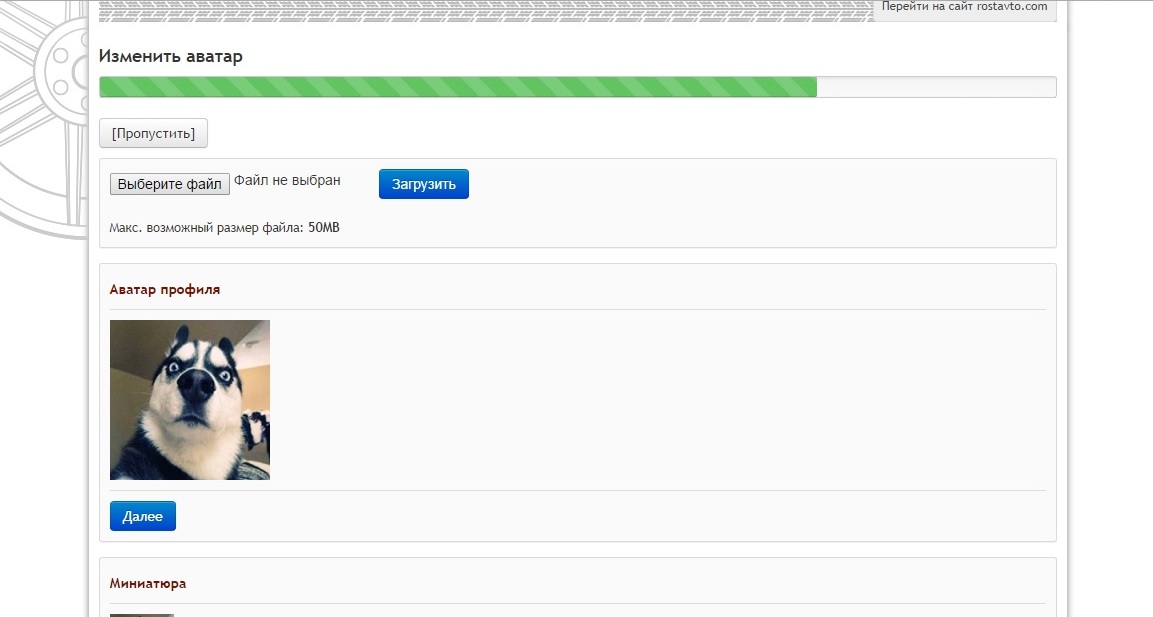 Перейти на сайт rostavto.com
Изменить аватар
[Пропустить]
Выберите файл Файл не выбран Загрузить
Макс. возможный размер файла: 50MB
Аватар профиля
Далее
Миниатюра